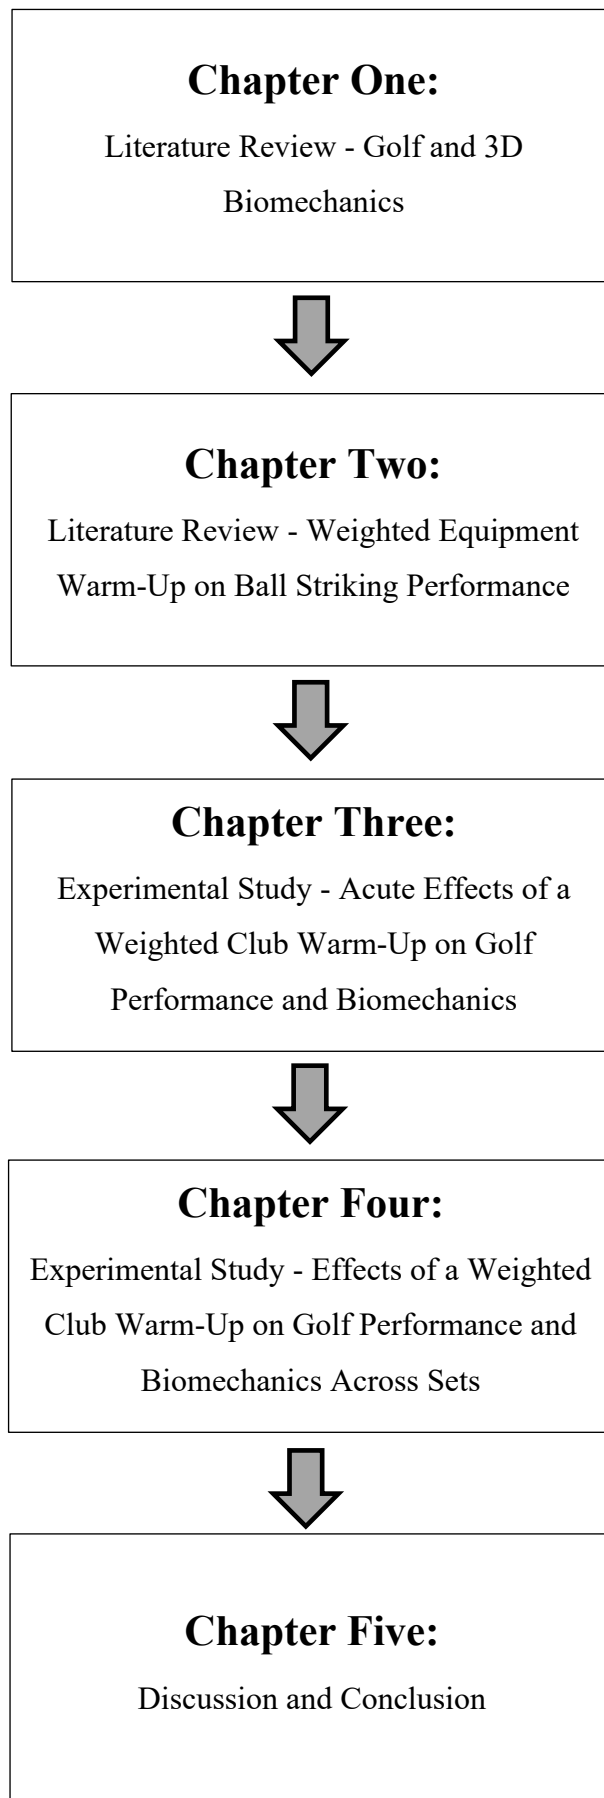 Chapter One:
Literature Review - Golf and 3D
Biomechanics
Chapter Two:
Literature Review - Weighted Equipment
Warm-Up on Ball Striking Performance
Chapter Three:
Experimental Study - Acute Effects of a
Weighted Club Warm-Up on Golf
Performance and Biomechanics
Chapter Four:
Experimental Study - Effects of a Weighted
Club Warm-Up on Golf Performance and
Biomechanics Across Sets
Chapter Five:
Discussion and Conclusion